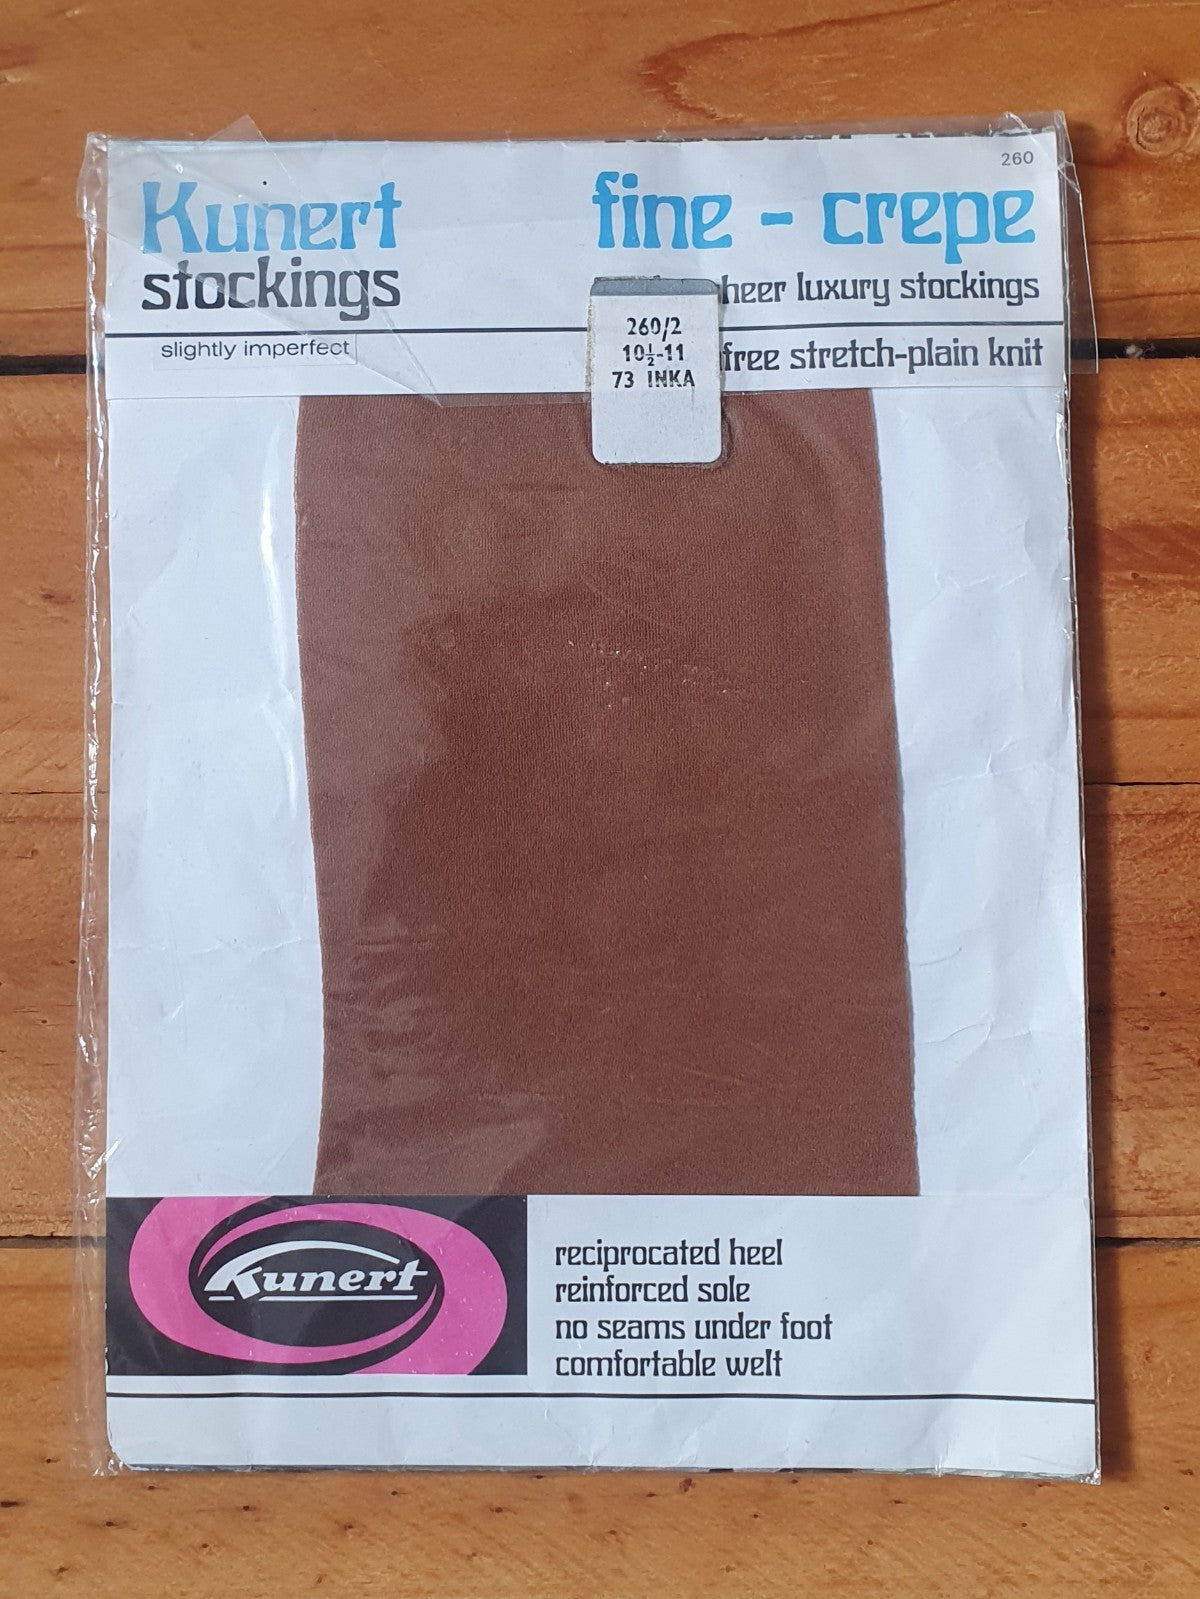 260
Kunert
stockings
fine - crepe
heer luxury stockings
slightly imperfect
free stretch-plain knit
260/2
10½-11
73 INKA
Kunert
reciprocated heel
reinforced sole
no seams under foot
comfortable welt